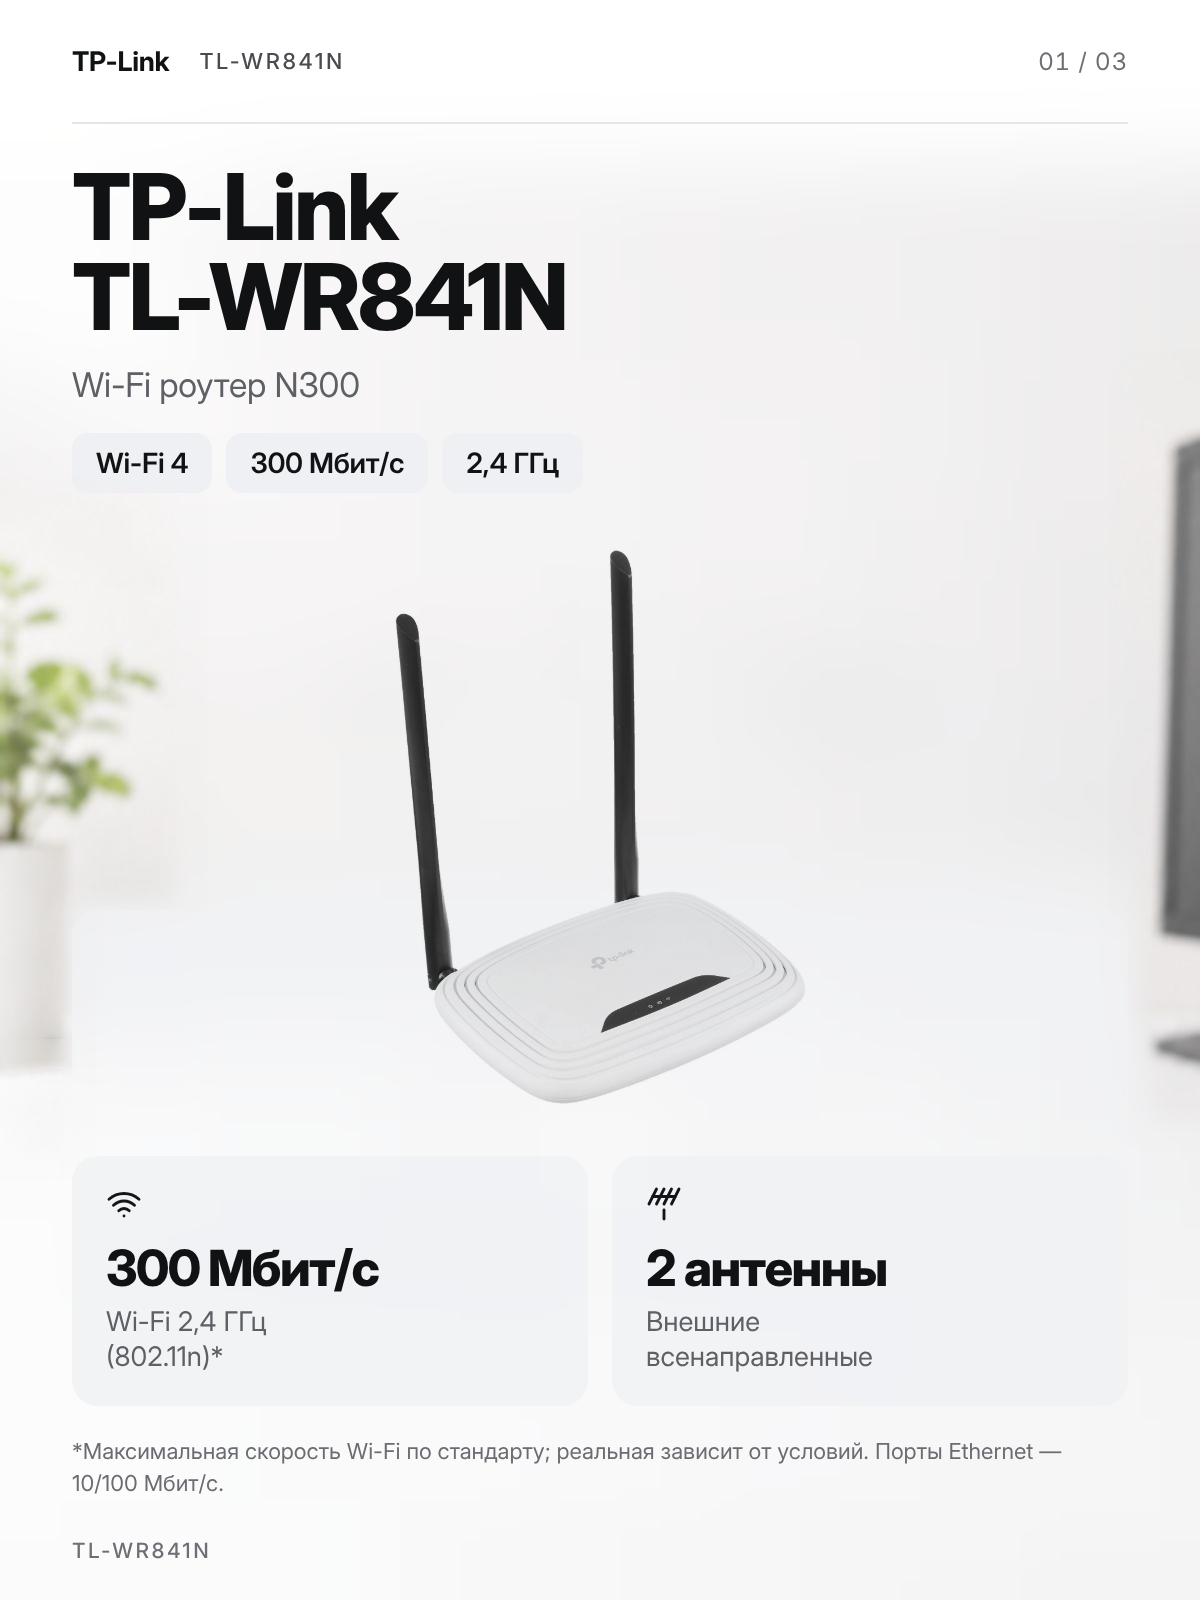 TP-Link TL-WR841N 01 / 03
TP-Link
TL-WR841N
Wi-Fi роутер N300
Wi-Fi 4 300 Мбит/с 2,4 ГГц
tp-link
300 Мбит/с
Wi-Fi 2,4 ГГц
(802.11n)*
2 антенны
Внешние
всенаправленные
*Максимальная скорость Wi-Fi по стандарту; реальная зависит от условий. Порты Ethernet —
10/100 Мбит/с.
TL-WR841N